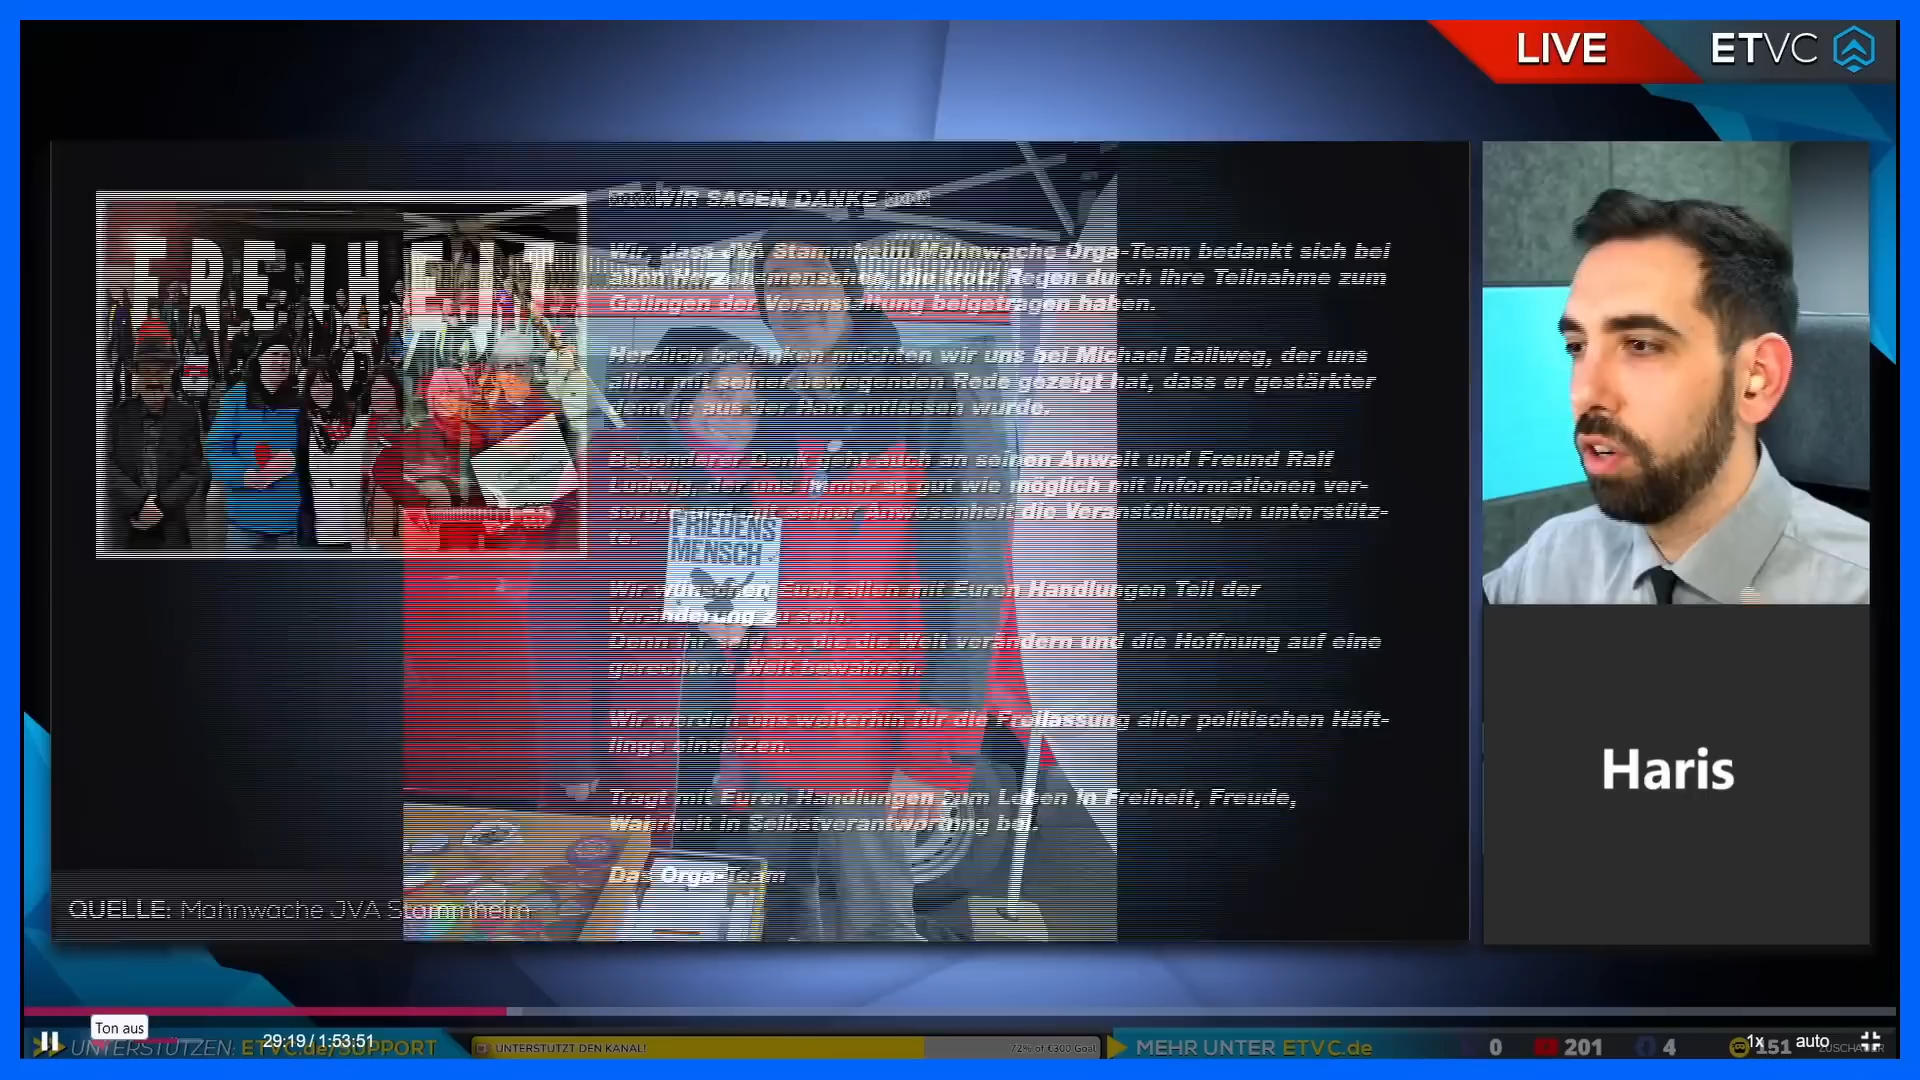 LIVE
ETVC
FREIHEIT
WIR SAGEN DANKE
Wir, dass JVA Stammheim Mahnwache Orga-Team bedankt sich bei
allen Herzensmenschen, die trotz Regen durch ihre Teilnahme zum
Gelingen der Veranstaltung beigetragen haben.
Herzlich bedanken möchten wir uns bei Michael Ballweg, der uns
allen mit seiner bewegenden Rede gezeigt hat, dass er gestärkter
denn je aus der Haft entlassen wurde.
Besonderer Dank geht auch an seinen Anwalt und Freund Ralf
Ludwig, der uns immer so gut wie möglich mit Informationen ver-
sorgte und mit seiner Anwesenheit die Veranstaltungen unterstütz-
te.
Wir wünschen Euch allen mit Euren Handlungen Teil der
Veränderung zu sein.
Denn ihr seid es, die die Welt verändern und die Hoffnung auf eine
gerechtere Welt bewahren.
Wir werden uns weiterhin für die Freilassung aller politischen Häft-
linge einsetzen.
Tragt mit Euren Handlungen zum Leben in Freiheit, Freude,
Wahrheit in Selbstverantwortung bei.
Das Orga-Team
FRIEDENS
MENSCH
QUELLE: Mahnwache JVA Stammheim
Haris
Ton aus
29:19 / 1:53:51
UNTERSTÜTZEN: ETVC.de/SUPPORT
UNTERSTÜTZT DEN KANAL!
72% of €300 Goal
MEHR UNTER ETVC.de
0
201
4
151
ZUSCHAUER
1x
auto